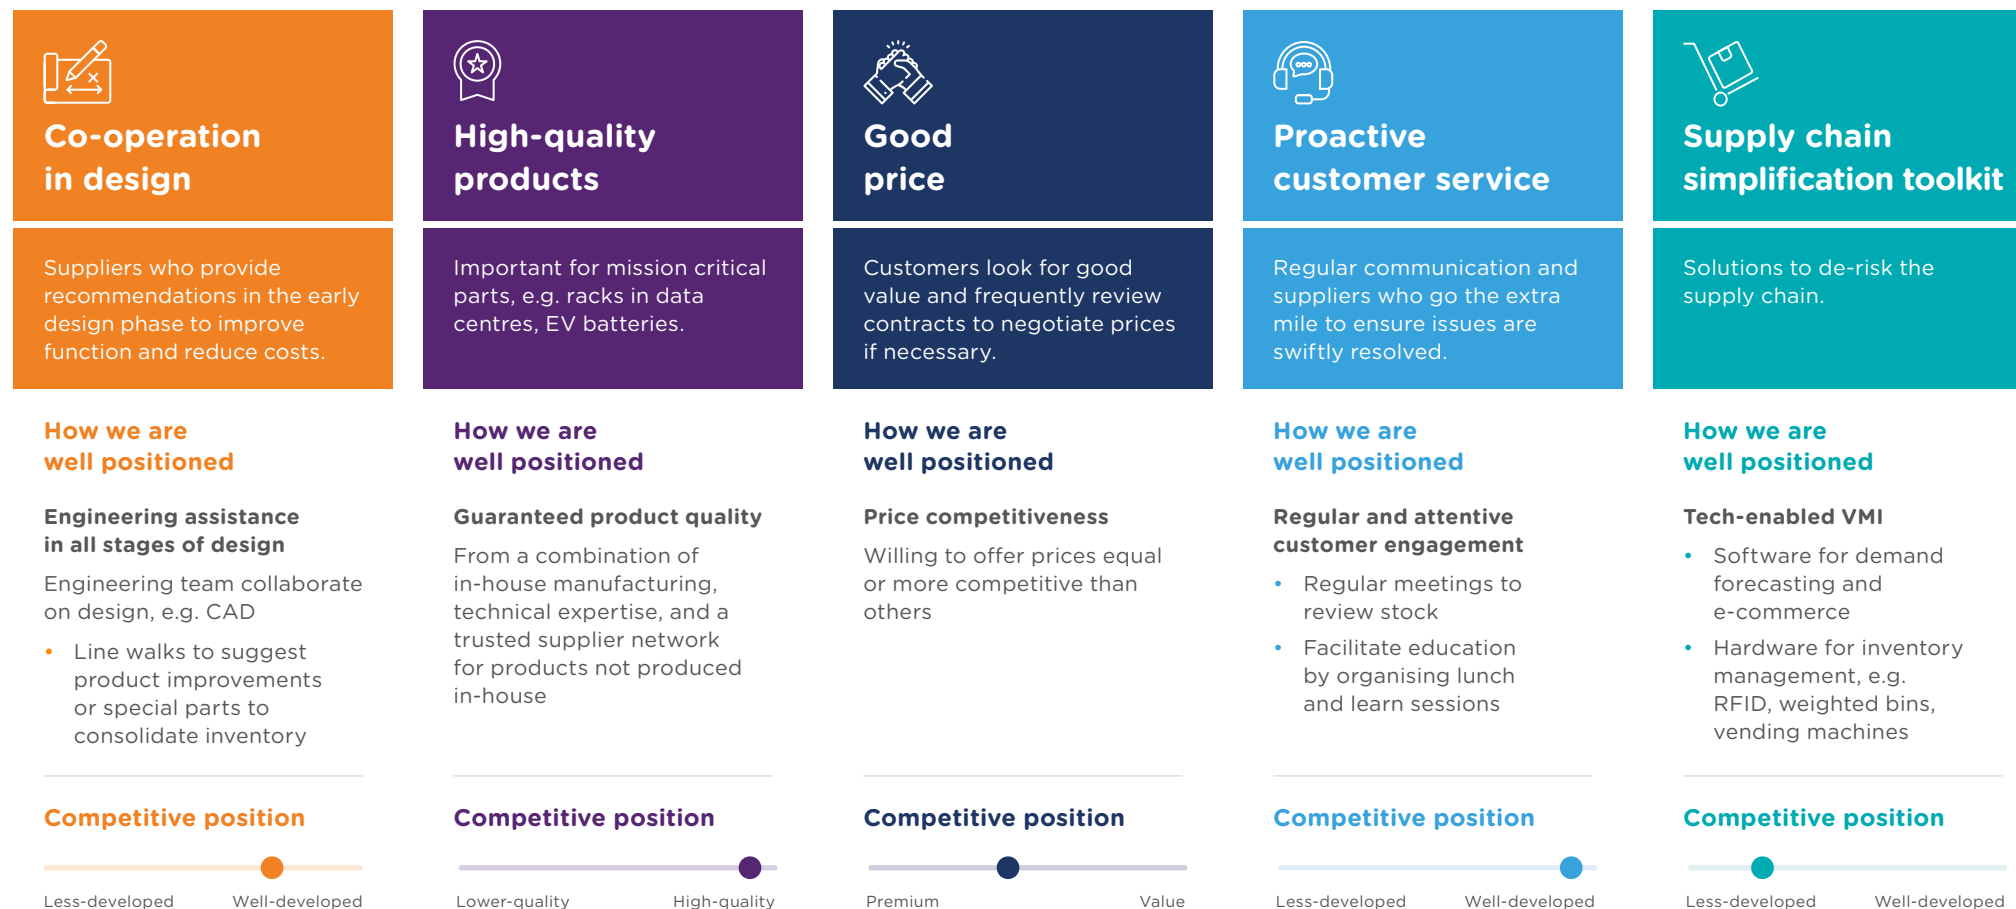 Co-operation
in design
Suppliers who provide
recommendations in the early
design phase to improve
function and reduce costs.
How we are
well positioned
Engineering assistance
in all stages of design
Engineering team collaborate
on design, e.g. CAD
• Line walks to suggest
product improvements
or special parts to
consolidate inventory
Competitive position
Less-developed Well-developed
High-quality
products
Important for mission critical
parts, e.g. racks in data
centres, EV batteries.
How we are
well positioned
Guaranteed product quality
From a combination of
in-house manufacturing,
technical expertise, and a
trusted supplier network
for products not produced
in-house
Competitive position
Lower-quality High-quality
Good
price
Customers look for good
value and frequently review
contracts to negotiate prices
if necessary.
How we are
well positioned
Price competitiveness
Willing to offer prices equal
or more competitive than
others
Competitive position
Premium Value
Proactive
customer service
Regular communication and
suppliers who go the extra
mile to ensure issues are
swiftly resolved.
How we are
well positioned
Regular and attentive
customer engagement
• Regular meetings to
review stock
• Facilitate education
by organising lunch
and learn sessions
Competitive position
Less-developed Well-developed
Supply chain
simplification toolkit
Solutions to de-risk the
supply chain.
How we are
well positioned
Tech-enabled VMI
• Software for demand
forecasting and
e-commerce
• Hardware for inventory
management, e.g.
RFID, weighted bins,
vending machines
Competitive position
Less-developed Well-developed